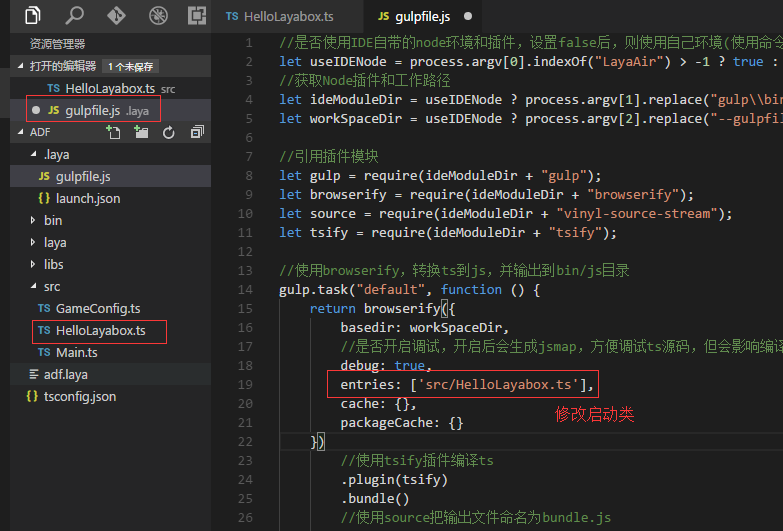 资源管理器
打开的编辑器 1 个未保存
TS HelloLayabox.ts src
JS gulpfile.js .laya
ADF
.laya
JS gulpfile.js
{} launch.json
bin
laya
libs
src
TS GameConfig.ts
TS HelloLayabox.ts
TS Main.ts
adf.laya
{} tsconfig.json
TS HelloLayabox.ts
JS gulpfile.js
1 //是否使用IDE自带的node环境和插件，设置false后，则使用自己环境(使用命令
2 let useIDENode = process.argv[0].indexOf("LayaAir") > -1 ? true :
3 //获取Node插件和工作路径
4 let ideModuleDir = useIDENode ? process.argv[1].replace("gulp\\bin
5 let workSpaceDir = useIDENode ? process.argv[2].replace("--gulpfil
6
7 //引用插件模块
8 let gulp = require(ideModuleDir + "gulp");
9 let browserify = require(ideModuleDir + "browserify");
10 let source = require(ideModuleDir + "vinyl-source-stream");
11 let tsify = require(ideModuleDir + "tsify");
12
13 //使用browserify，转换ts到js，并输出到bin/js目录
14 gulp.task("default", function () {
15 return browserify({
16 basedir: workSpaceDir,
17 //是否开启调试，开启后会生成jsmap，方便调试ts源码，但会影响编译
18 debug: true,
19 entries: ['src/HelloLayabox.ts'],
20 cache: {},
21 packageCache: {}
修改启动类
22 })
23 //使用tsify插件编译ts
24 .plugin(tsify)
25 .bundle()
26 //使用source把输出文件命名为bundle.js